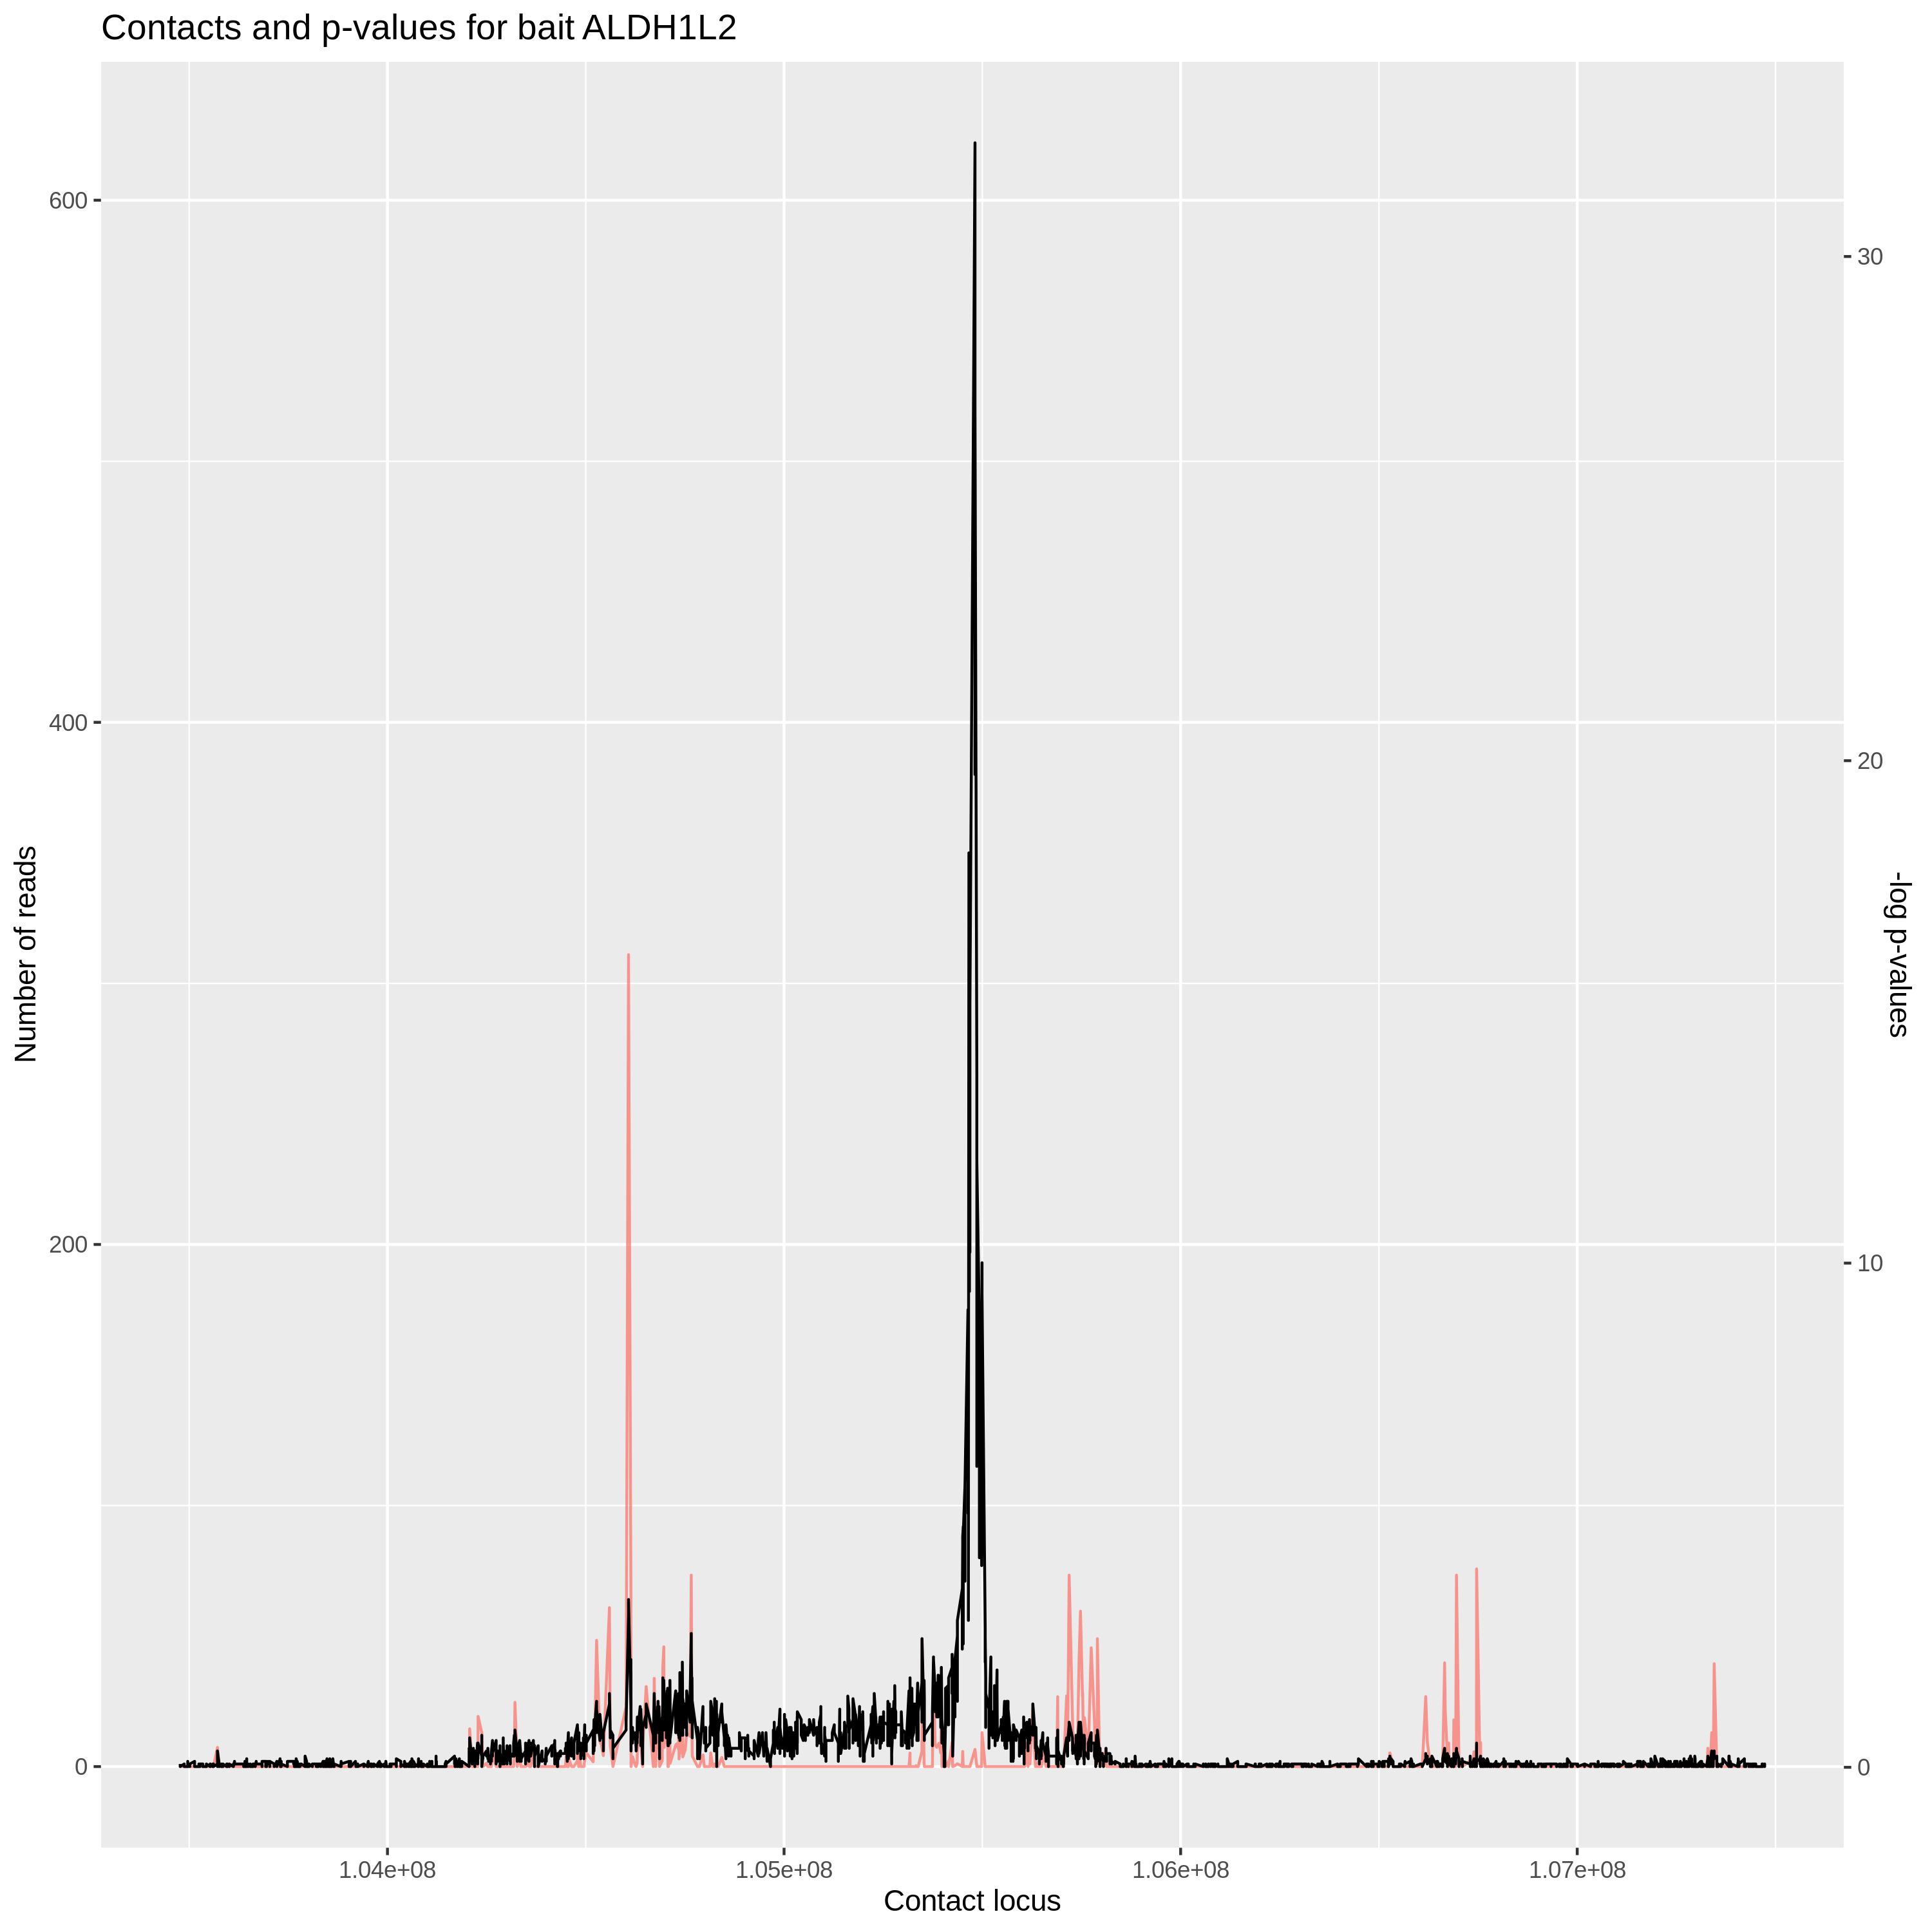 Contacts and p-values for bait ALDH1L2
600
400
200
0
30
20
10
0
Number of reads
-log p-values
1.04e+08
1.05e+08
1.06e+08
1.07e+08
Contact locus